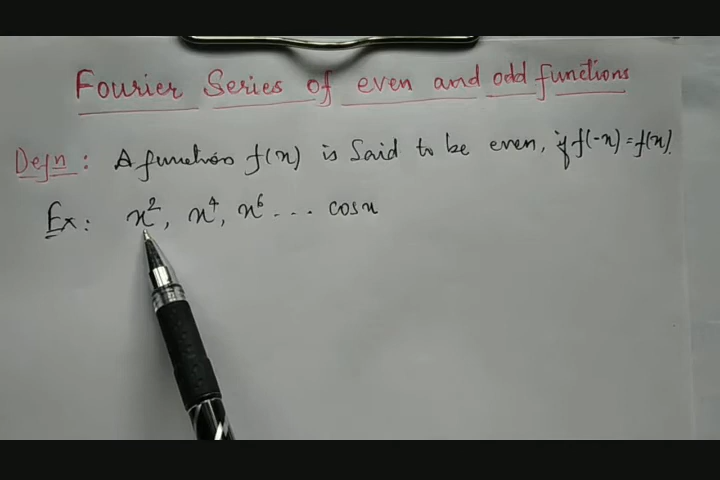 Fourier Series of even and odd functions
Defn: A function f(x) is Said to be even, if f(-x) = f(x).
Ex: x², x⁴, x⁶ ... cosx